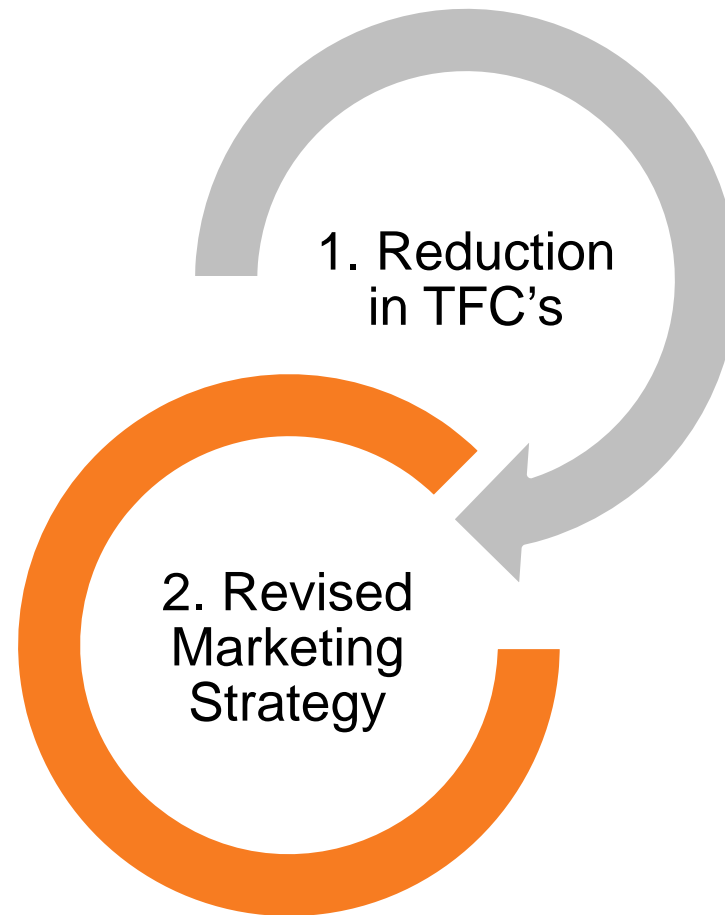 1. Reduction
in TFC’s
2. Revised
Marketing
Strategy